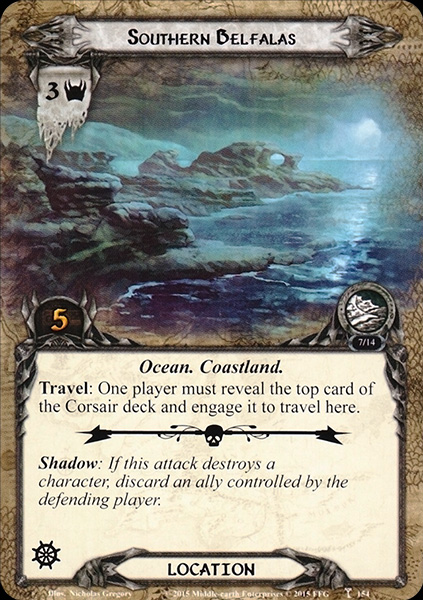 Southern Belfalas
3
5
7/14
Ocean. Coastland.
Travel: One player must reveal the top card of
the Corsair deck and engage it to travel here.
Shadow: If this attack destroys a
character, discard an ally controlled by the
defending player.
LOCATION
Illus. Nicholas Gregory ©2015 Middle-earth Enterprises © 2015 FFG 154